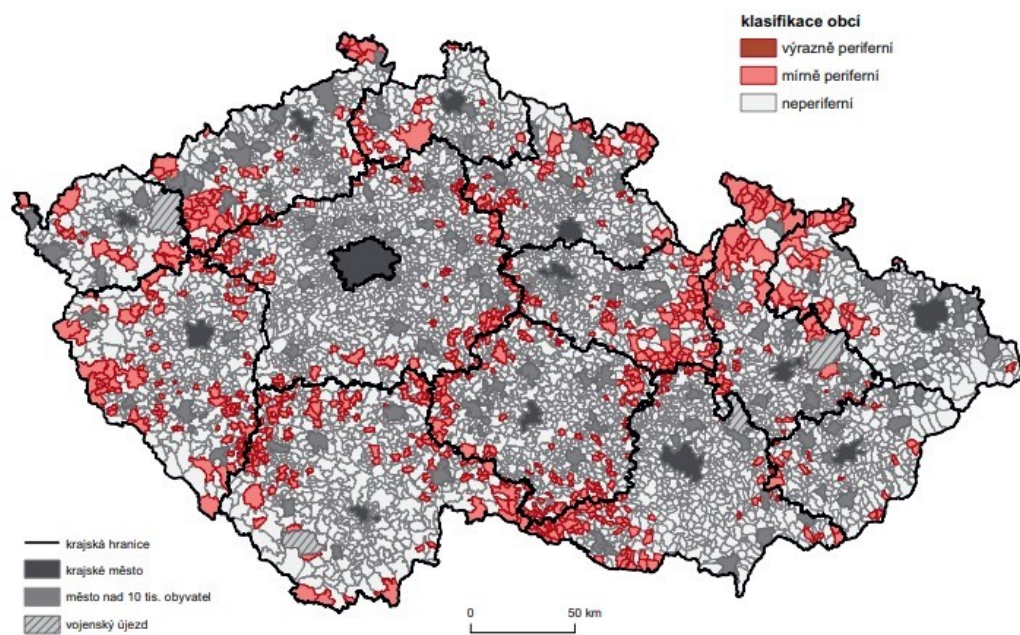 klasifikace obcí
výrazně periferní
mírně periferní
neperiferní
krajská hranice
krajské město
město nad 10 tis. obyvatel
vojenský újezd
0 50 km